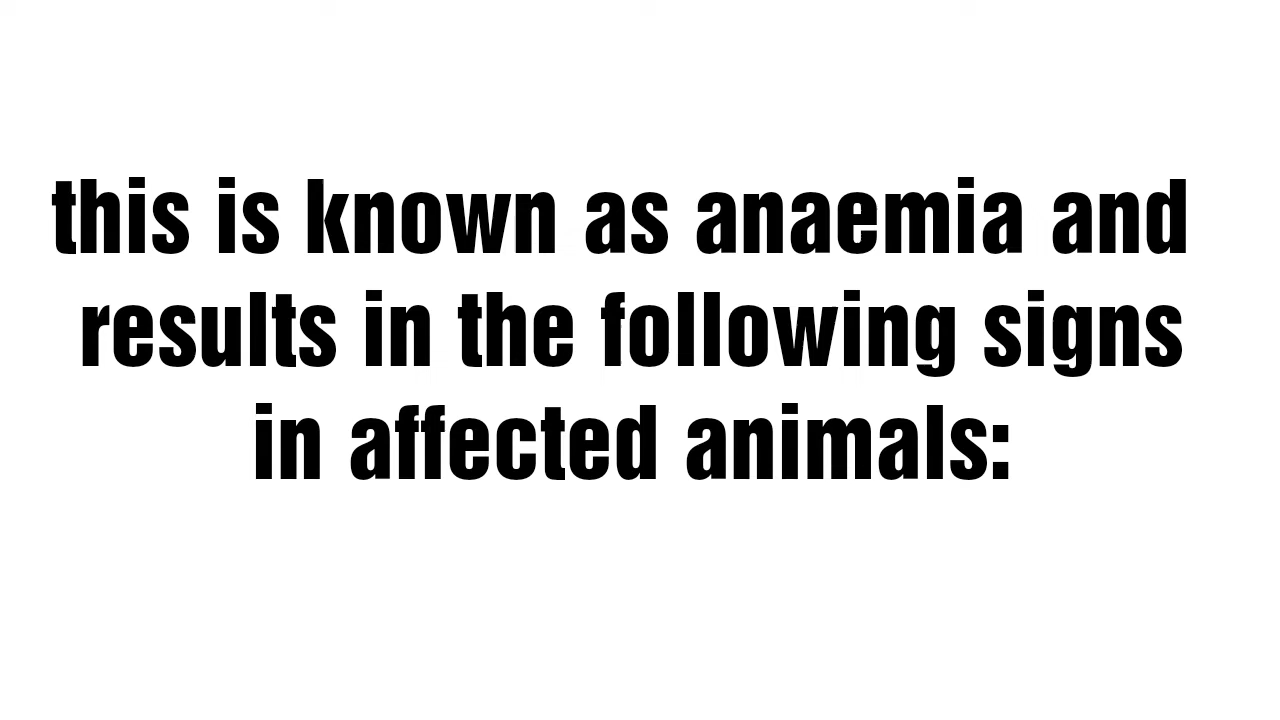 this is known as anaemia and
results in the following signs
in affected animals: